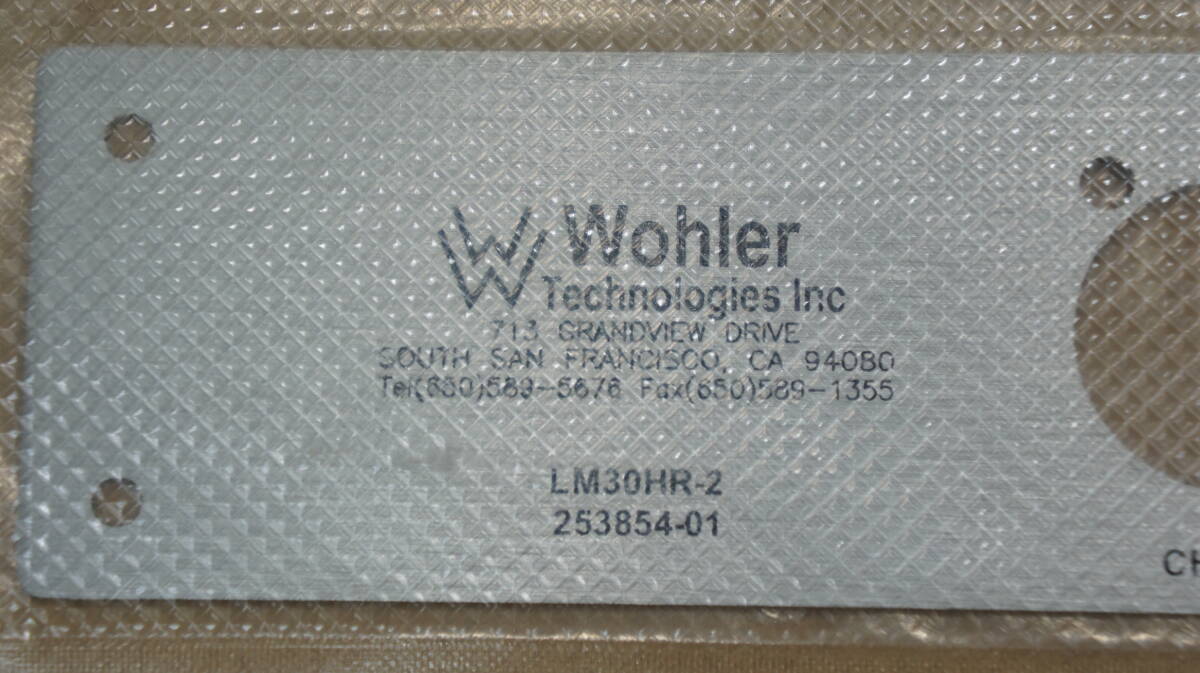 Wohler
Technologies Inc
713 GRANDVIEW DRIVE
SOUTH SAN FRANCISCO, CA 94080
Tel(650)589-5676 Fax(650)589-1355
LM30HR-2
253854-01
CH